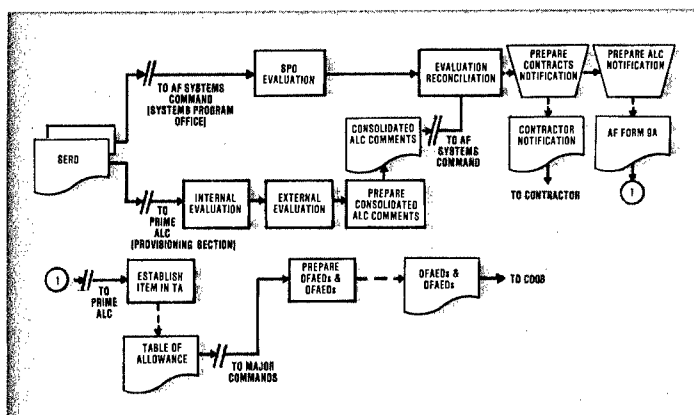 SPO
EVALUATION
EVALUATION
RECONCILIATION
PREPARE
CONTRACTS
NOTIFICATION
PREPARE ALC
NOTIFICATION
TO AF SYSTEMS
COMMAND
(SYSTEMS PROGRAM
OFFICE)
SERD
CONSOLIDATED
ALC COMMENTS
TO AF
SYSTEMS
COMMAND
CONTRACTOR
NOTIFICATION
AF FORM 9A
TO CONTRACTOR
1
INTERNAL
EVALUATION
EXTERNAL
EVALUATION
PREPARE
CONSOLIDATED
ALC COMMENTS
TO
PRIME
ALC
(PROVISIONING SECTION)
1
TO
PRIME
ALC
ESTABLISH
ITEM IN TA
PREPARE
OFAEDs &
OFAEDs
OFAEDs &
OFAEDs
TO COOB
TABLE OF
ALLOWANCE
TO MAJOR
COMMANDS